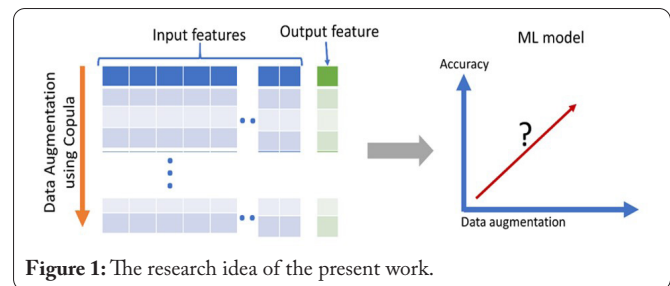 Input features
Output feature
Data Augmentation
using Copula
ML model
Accuracy
?
Data augmentation
Figure 1: The research idea of the present work.